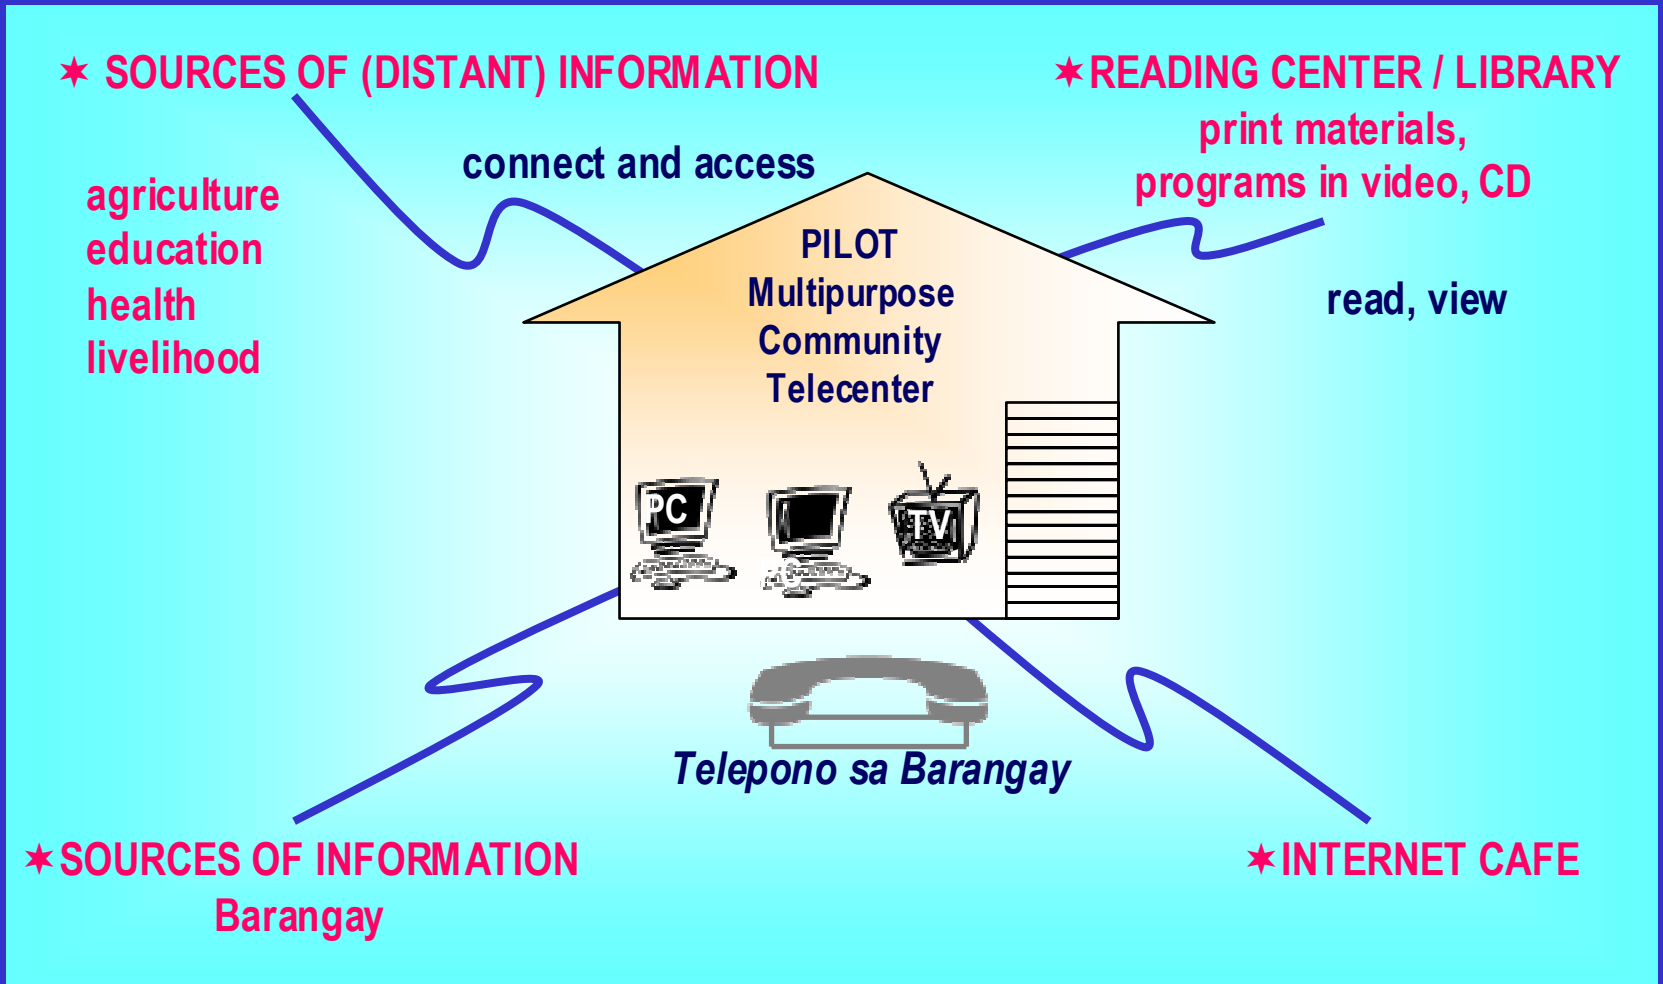 ✶ SOURCES OF (DISTANT) INFORMATION
agriculture
education
health
livelihood
connect and access
✶ READING CENTER / LIBRARY
print materials,
programs in video, CD
read, view
PILOT
Multipurpose
Community
Telecenter
PC
TV
Telepono sa Barangay
✶ SOURCES OF INFORMATION
Barangay
✶ INTERNET CAFE